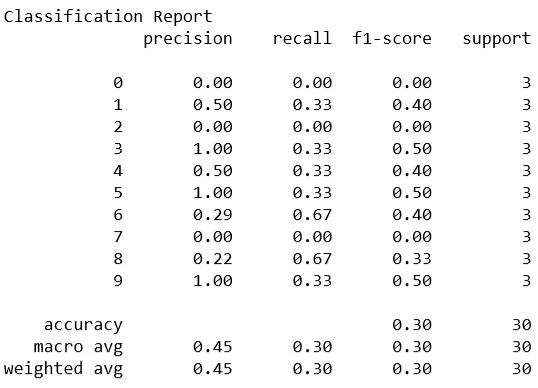 Classification Report
precision recall f1-score support
0 0.00 0.00 0.00 3
1 0.50 0.33 0.40 3
2 0.00 0.00 0.00 3
3 1.00 0.33 0.50 3
4 0.50 0.33 0.40 3
5 1.00 0.33 0.50 3
6 0.29 0.67 0.40 3
7 0.00 0.00 0.00 3
8 0.22 0.67 0.33 3
9 1.00 0.33 0.50 3
accuracy 0.30 30
macro avg 0.45 0.30 0.30 30
weighted avg 0.45 0.30 0.30 30